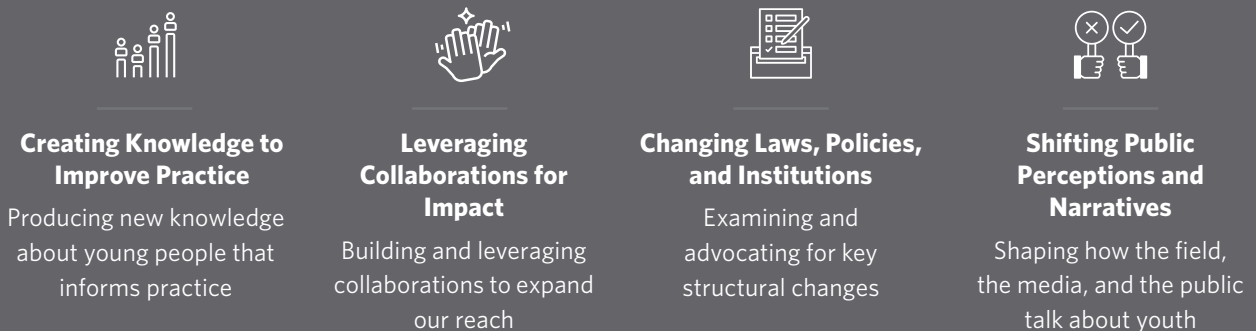 Creating Knowledge to
Improve Practice
Producing new knowledge
about young people that
informs practice
Leveraging
Collaborations for
Impact
Building and leveraging
collaborations to expand
our reach
Changing Laws, Policies,
and Institutions
Examining and
advocating for key
structural changes
Shifting Public
Perceptions and
Narratives
Shaping how the field,
the media, and the public
talk about youth